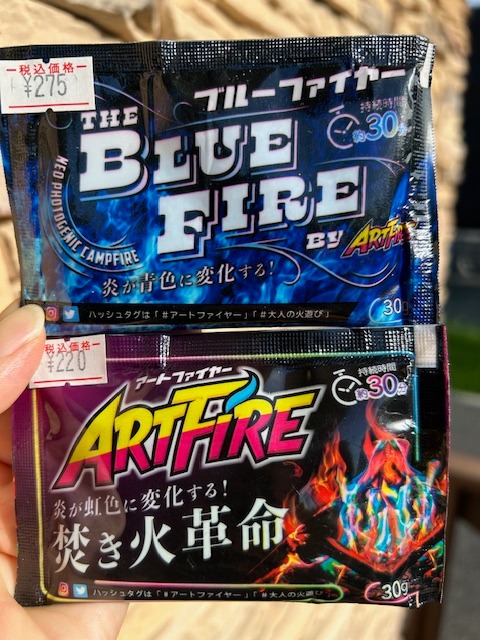 税込価格
¥275
ブルーファイヤー
THE
BLUE
FIRE
BY ARTFIRE
NEO PHOTOGENIC CAMPFIRE
持続時間
約30分
炎が青色に変化する!
ハッシュタグは「#アートファイヤー」「#大人の火遊び」
30g
税込価格
¥220
アートファイヤー
ARTFIRE
持続時間
約30分
炎が虹色に変化する!
焚き火革命
ハッシュタグは「#アートファイヤー」「#大人の火遊び」
30g